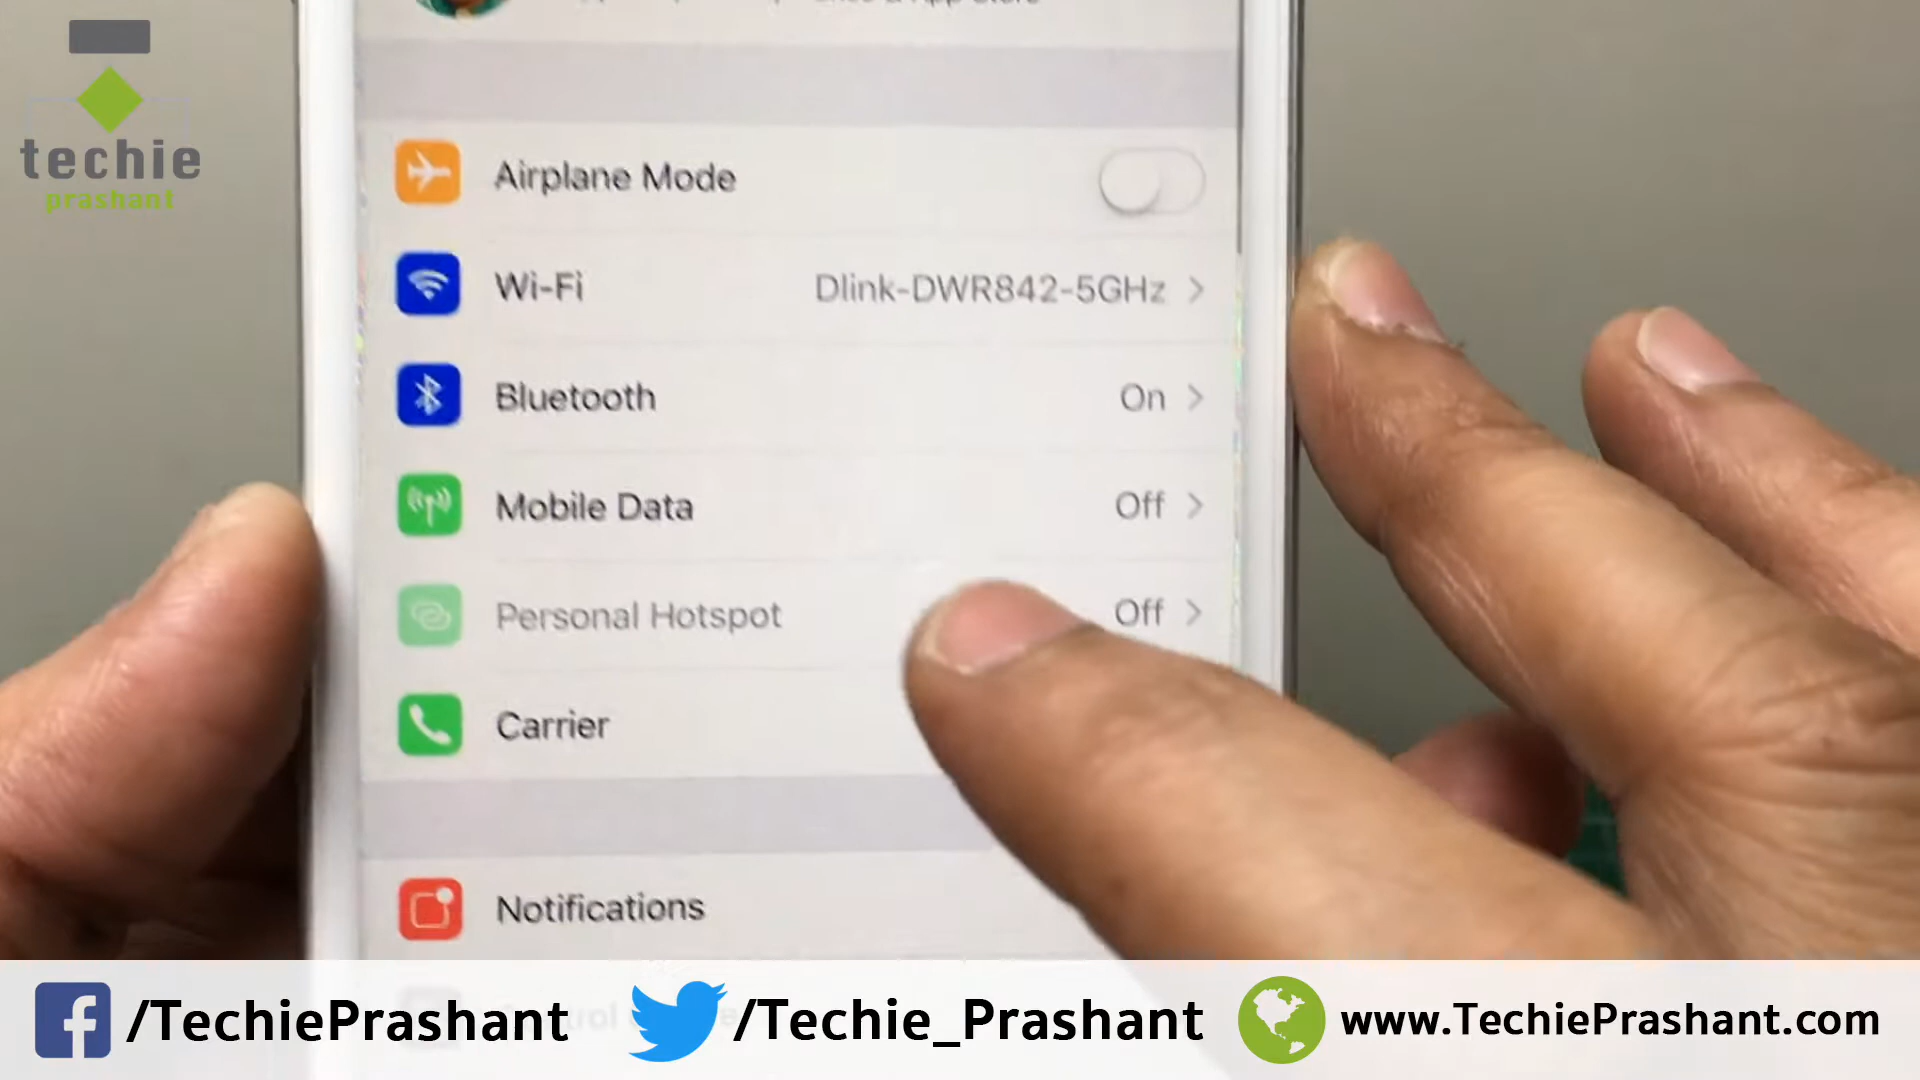 techie
prashant
Airplane Mode
Wi-Fi Dlink-DWR842-5GHz
Bluetooth On
Mobile Data Off
Personal Hotspot Off
Carrier
Notifications
/TechiePrashant /Techie_Prashant www.TechiePrashant.com